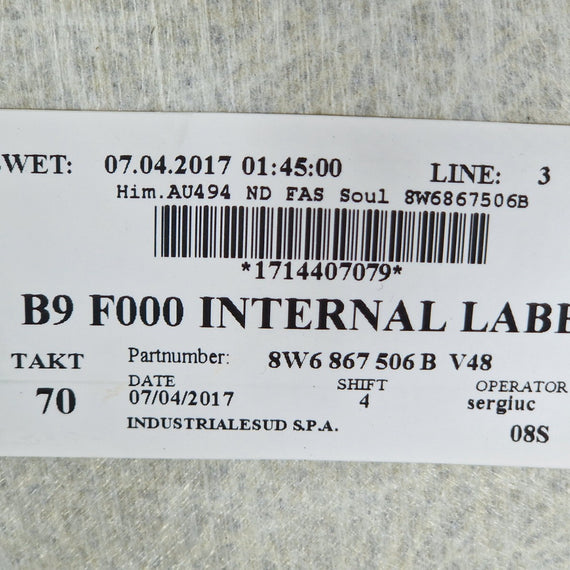 WET: 07.04.2017 01:45:00 LINE: 3
Him.AU494 ND FAS Soul 8W6867506B
*1714407079*
B9 F000 INTERNAL LABE
TAKT Partnumber: 8W6 867 506 B V48
70 DATE SHIFT OPERATOR
07/04/2017 4 sergiuc
INDUSTRIALESUD S.P.A. 08S